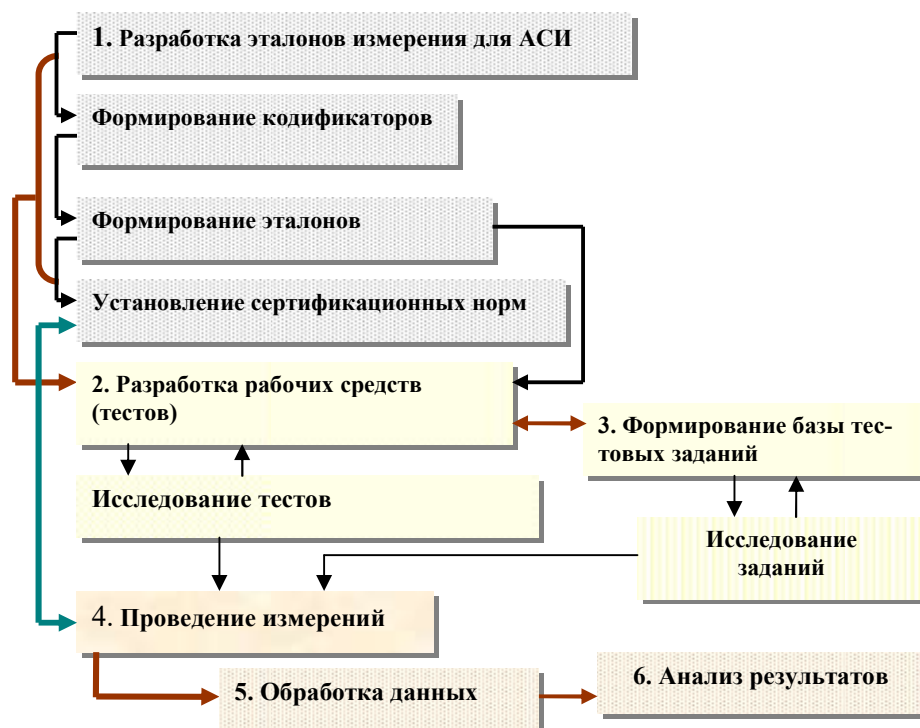 1. Разработка эталонов измерения для АСИ
Формирование кодификаторов
Формирование эталонов
Установление сертификационных норм
2. Разработка рабочих средств
(тестов)
3. Формирование базы тес-
товых заданий
Исследование тестов
Исследование
заданий
4. Проведение измерений
5. Обработка данных
6. Анализ результатов